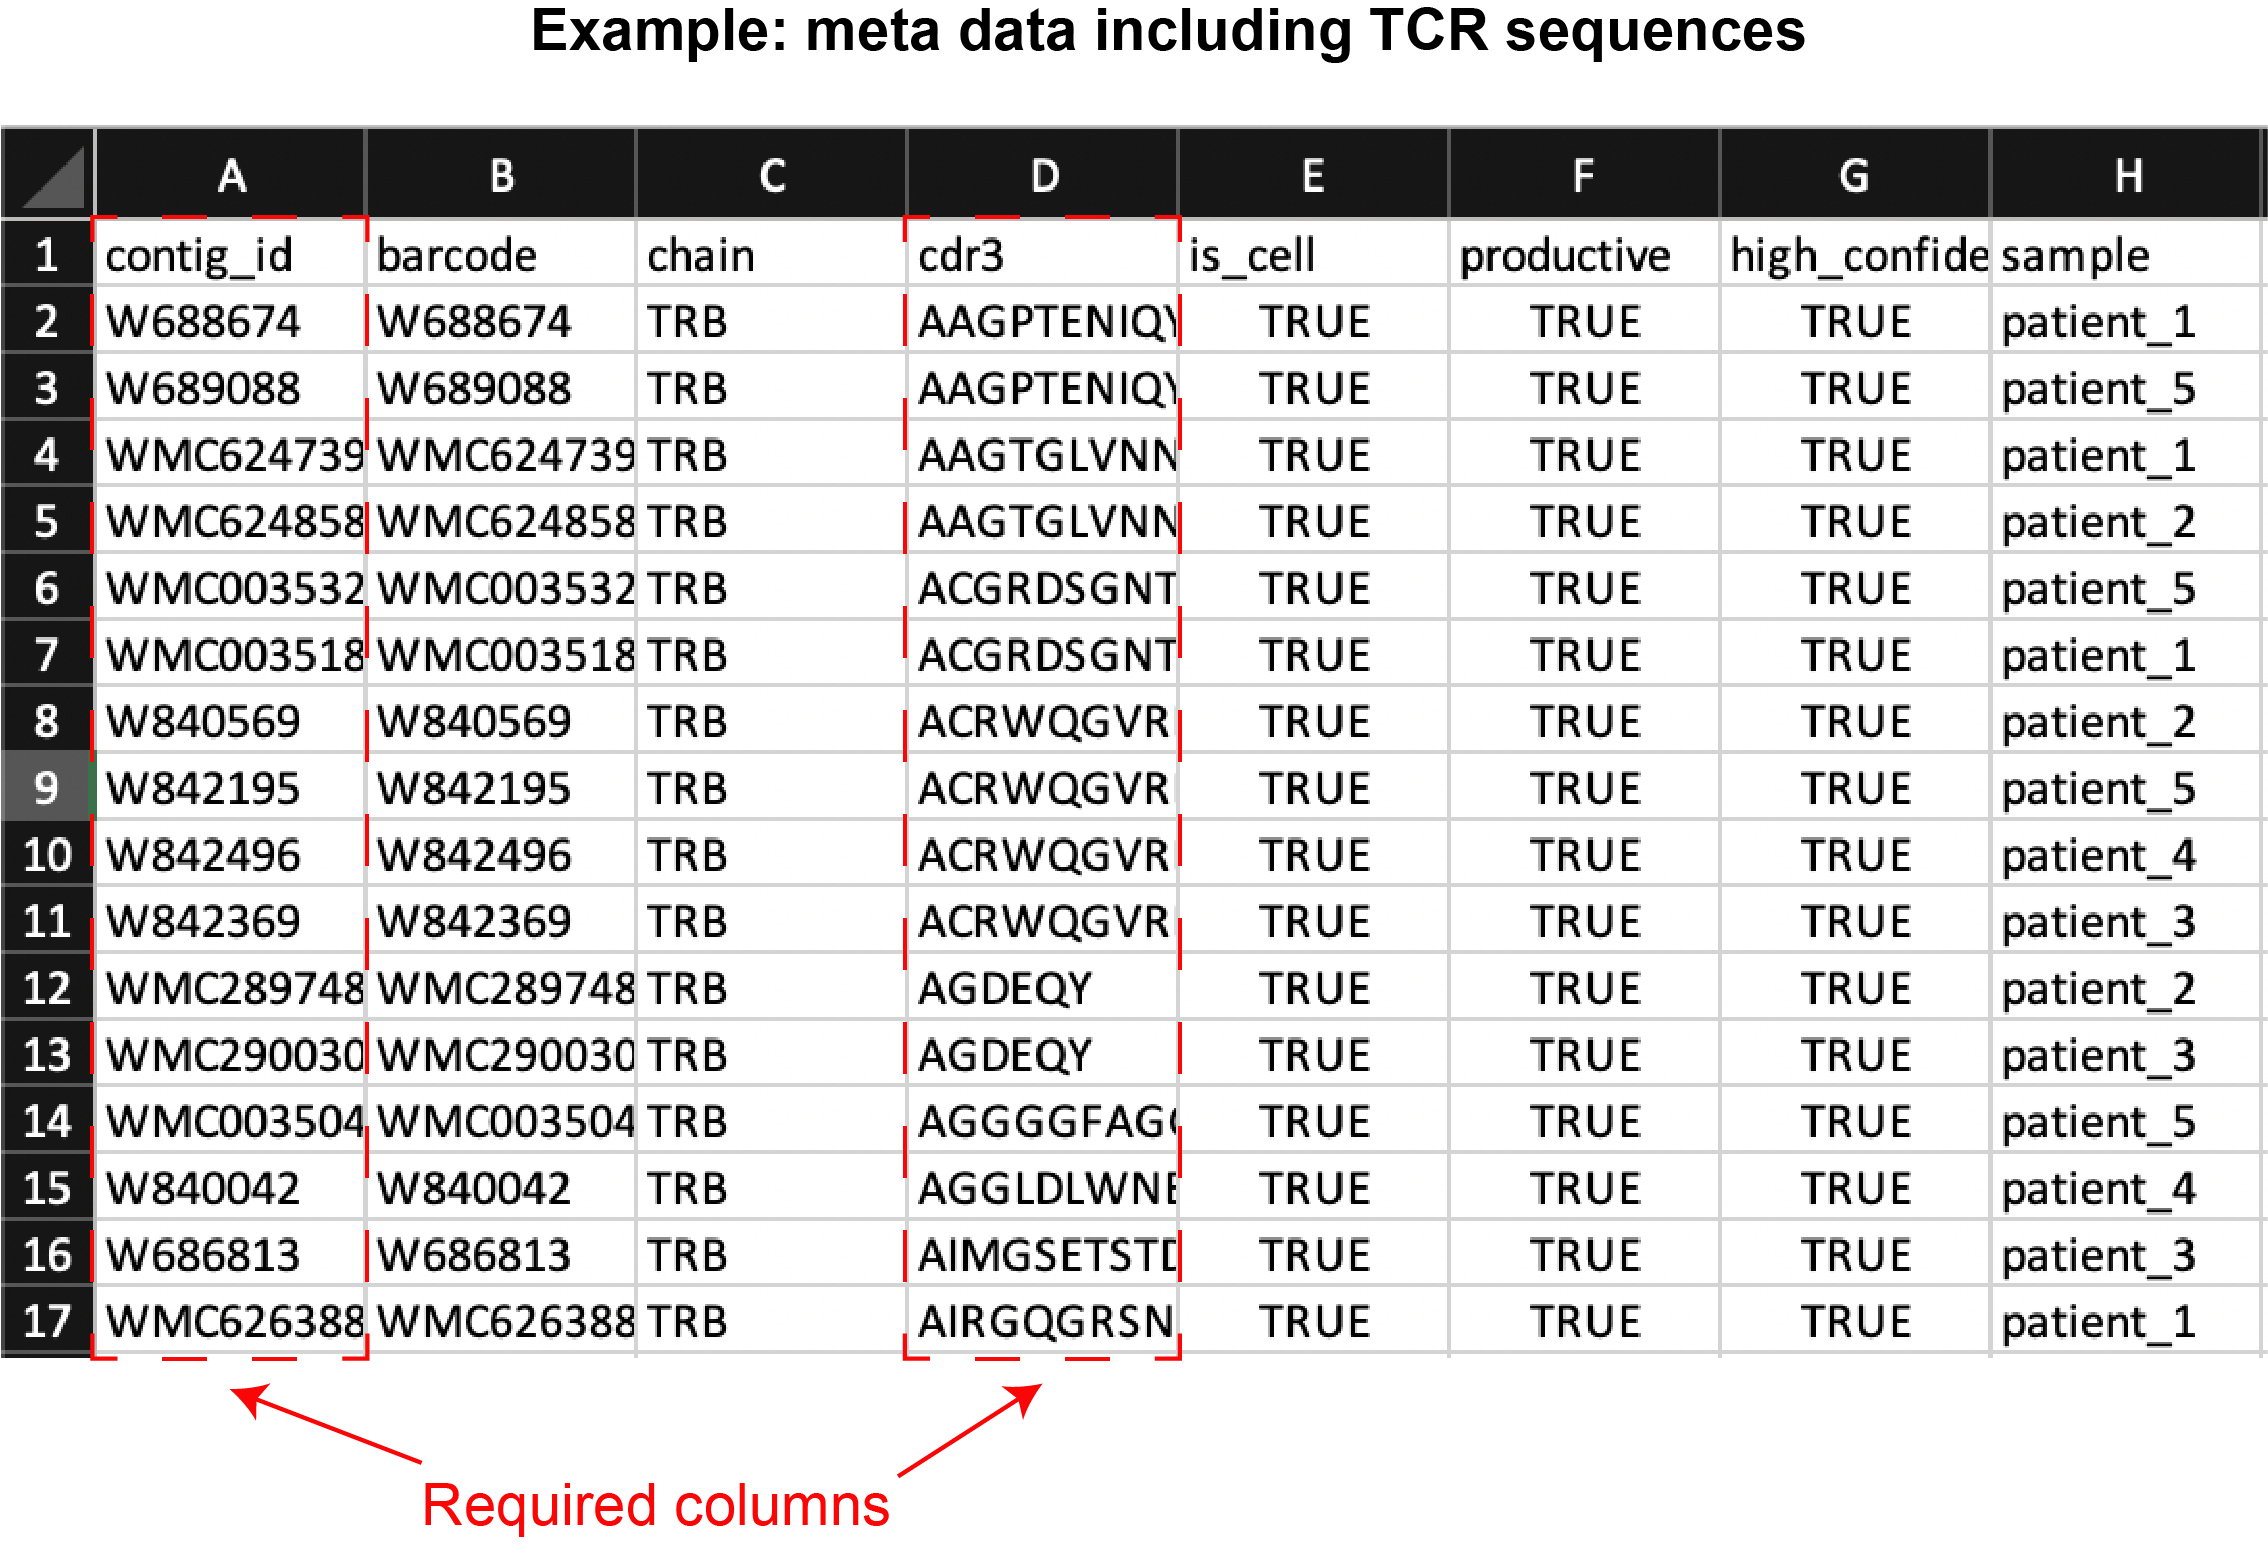 Example: meta data including TCR sequences
A B C D E F G H
1 contig_id barcode chain cdr3 is_cell productive high_confide sample
2 W688674 W688674 TRB AAGPTENIQY TRUE TRUE TRUE patient_1
3 W689088 W689088 TRB AAGPTENIQY TRUE TRUE TRUE patient_5
4 WMC624739 WMC624739 TRB AAGTGLVNN TRUE TRUE TRUE patient_1
5 WMC624858 WMC624858 TRB AAGTGLVNN TRUE TRUE TRUE patient_2
6 WMC003532 WMC003532 TRB ACGRDSGNT TRUE TRUE TRUE patient_5
7 WMC003518 WMC003518 TRB ACGRDSGNT TRUE TRUE TRUE patient_1
8 W840569 W840569 TRB ACRWQGVR TRUE TRUE TRUE patient_2
9 W842195 W842195 TRB ACRWQGVR TRUE TRUE TRUE patient_5
10 W842496 W842496 TRB ACRWQGVR TRUE TRUE TRUE patient_4
11 W842369 W842369 TRB ACRWQGVR TRUE TRUE TRUE patient_3
12 WMC289748 WMC289748 TRB AGDEQY TRUE TRUE TRUE patient_2
13 WMC290030 WMC290030 TRB AGDEQY TRUE TRUE TRUE patient_3
14 WMC003504 WMC003504 TRB AGGGGFAG TRUE TRUE TRUE patient_5
15 W840042 W840042 TRB AGGLDLWNE TRUE TRUE TRUE patient_4
16 W686813 W686813 TRB AIMGSETSTD TRUE TRUE TRUE patient_3
17 WMC626388 WMC626388 TRB AIRGQGRSN TRUE TRUE TRUE patient_1
Required columns